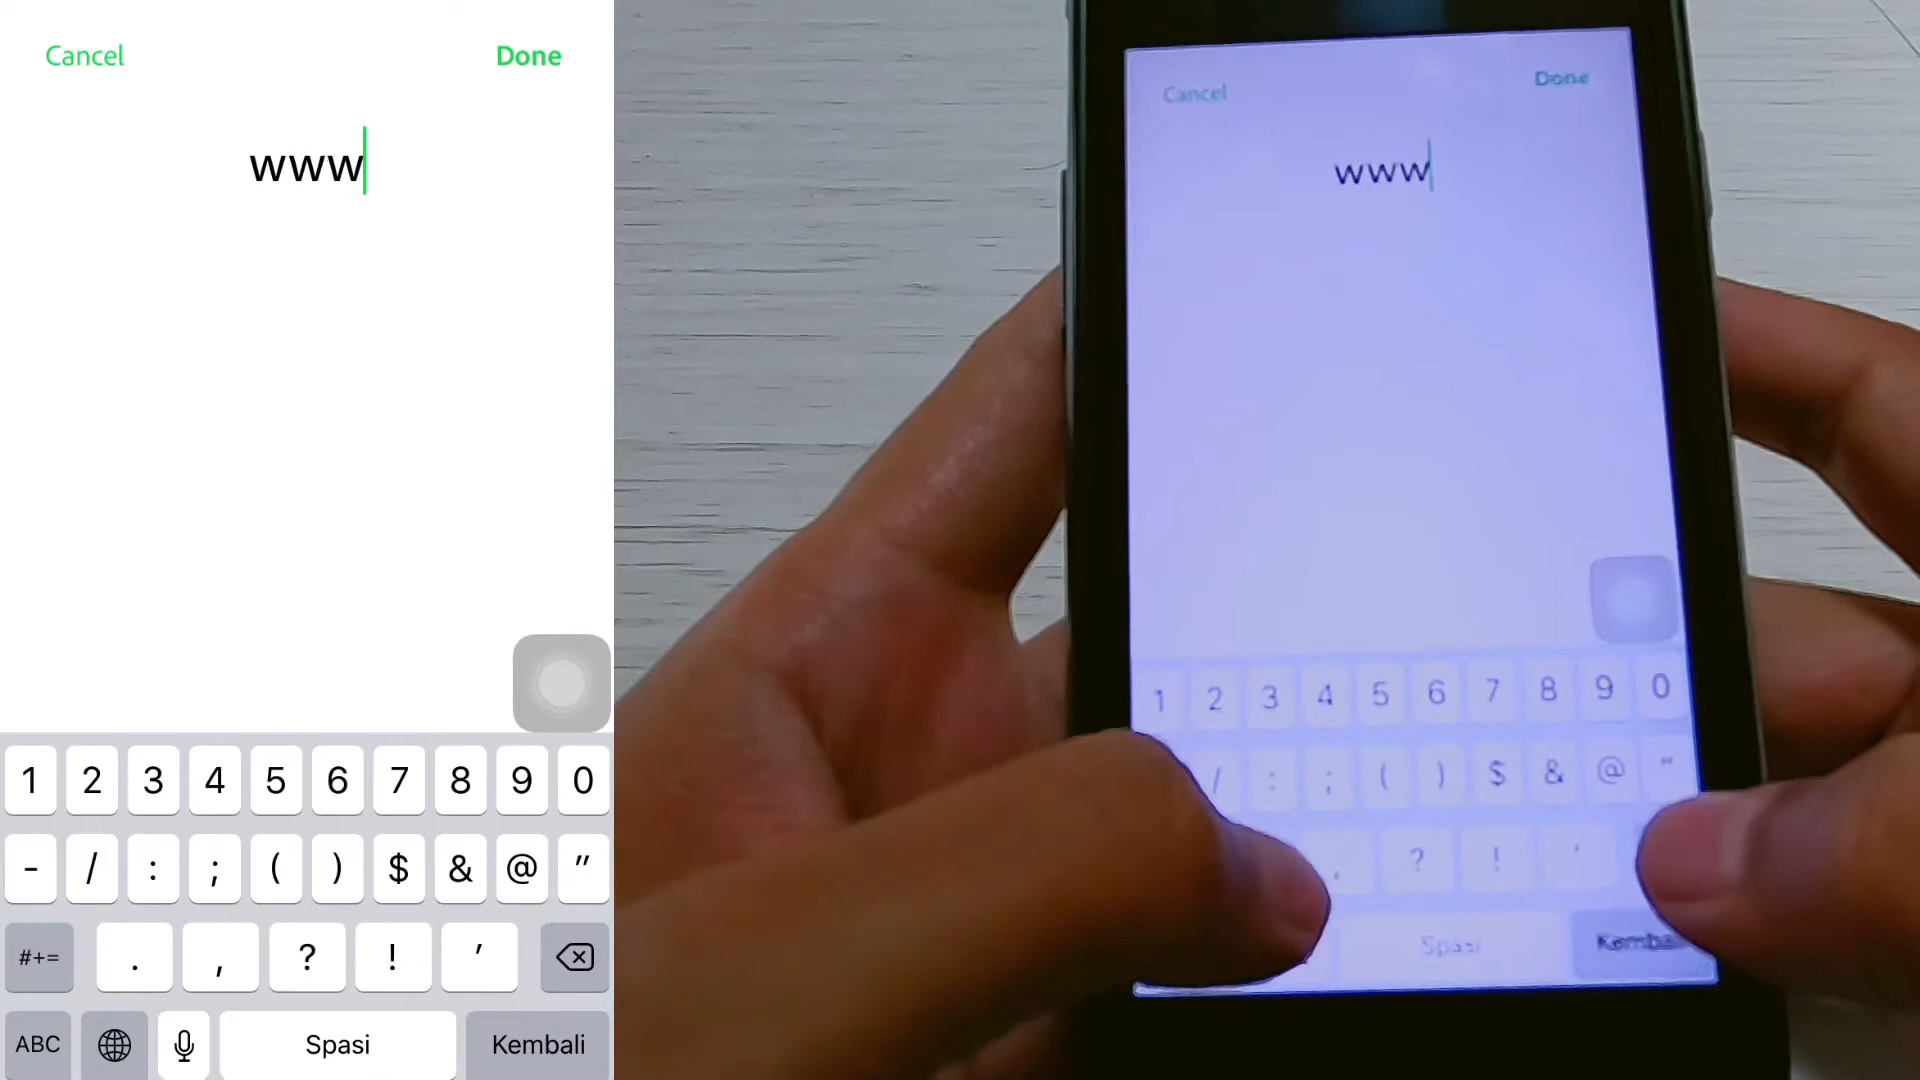 Cancel Done
www
1 2 3 4 5 6 7 8 9 0
- / : ; ( ) $ & @ "
#+= . , ? ! '
ABC Spasi Kembali
Cancel Done
www
1 2 3 4 5 6 7 8 9 0
/ : ; ( ) $ & @ "
, ? ! '
Spasi